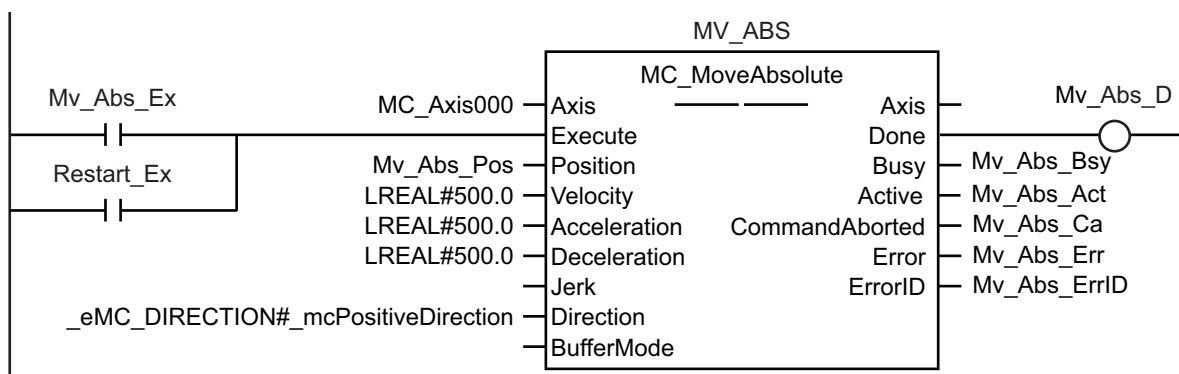 MV_ABS
MC_MoveAbsolute
Mv_Abs_Ex
Restart_Ex
MC_Axis000 Axis Axis Mv_Abs_D
Execute Done
Mv_Abs_Pos Position Busy Mv_Abs_Bsy
LREAL#500.0 Velocity Active Mv_Abs_Act
LREAL#500.0 Acceleration CommandAborted Mv_Abs_Ca
LREAL#500.0 Deceleration Error Mv_Abs_Err
Jerk ErrorID Mv_Abs_ErrID
_eMC_DIRECTION#_mcPositiveDirection Direction
BufferMode